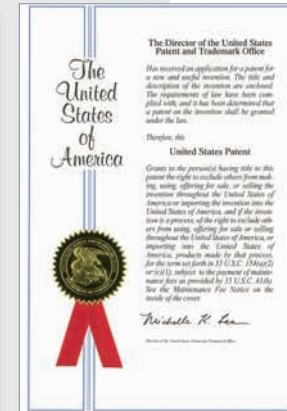 The
United
States
of
America
The Director of the United States
Patent and Trademark Office
Has received an application for a patent for
a new and useful invention. The title and
description of the invention are enclosed.
The requirements of law have been com-
plied with, and it has been determined that
a patent on the invention shall be granted
under the law.
Therefore, this
United States Patent
Grants to the person(s) having title to this
patent the right to exclude others from mak-
ing, using, offering for sale, or selling the
invention throughout the United States of
America or importing the invention into the
United States of America, and if the inven-
tion is a process, of the right to exclude oth-
ers from using, offering for sale or selling
throughout the United States of America, or
importing into the United States of
America, products made by that process,
for the term set forth in 35 U.S.C. 154(a)(2)
or (c)(1), subject to the payment of mainte-
nance fees as provided by 35 U.S.C. 41(b).
See the Maintenance Fee Notice on the
inside of the cover.
Michelle K. Lee
Director of the United States Patent and Trademark Office